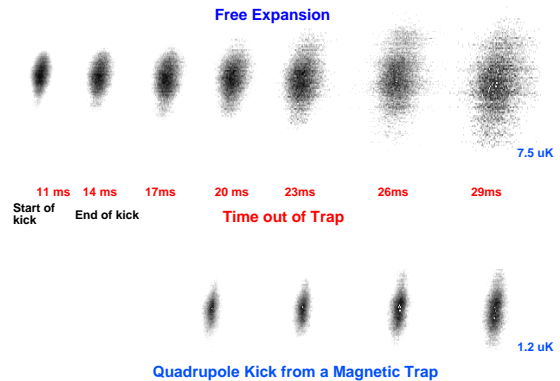 Free Expansion
7.5 uK
11 ms 14 ms 17ms 20 ms 23ms 26ms 29ms
Start of
kick
End of kick
Time out of Trap
1.2 uK
Quadrupole Kick from a Magnetic Trap